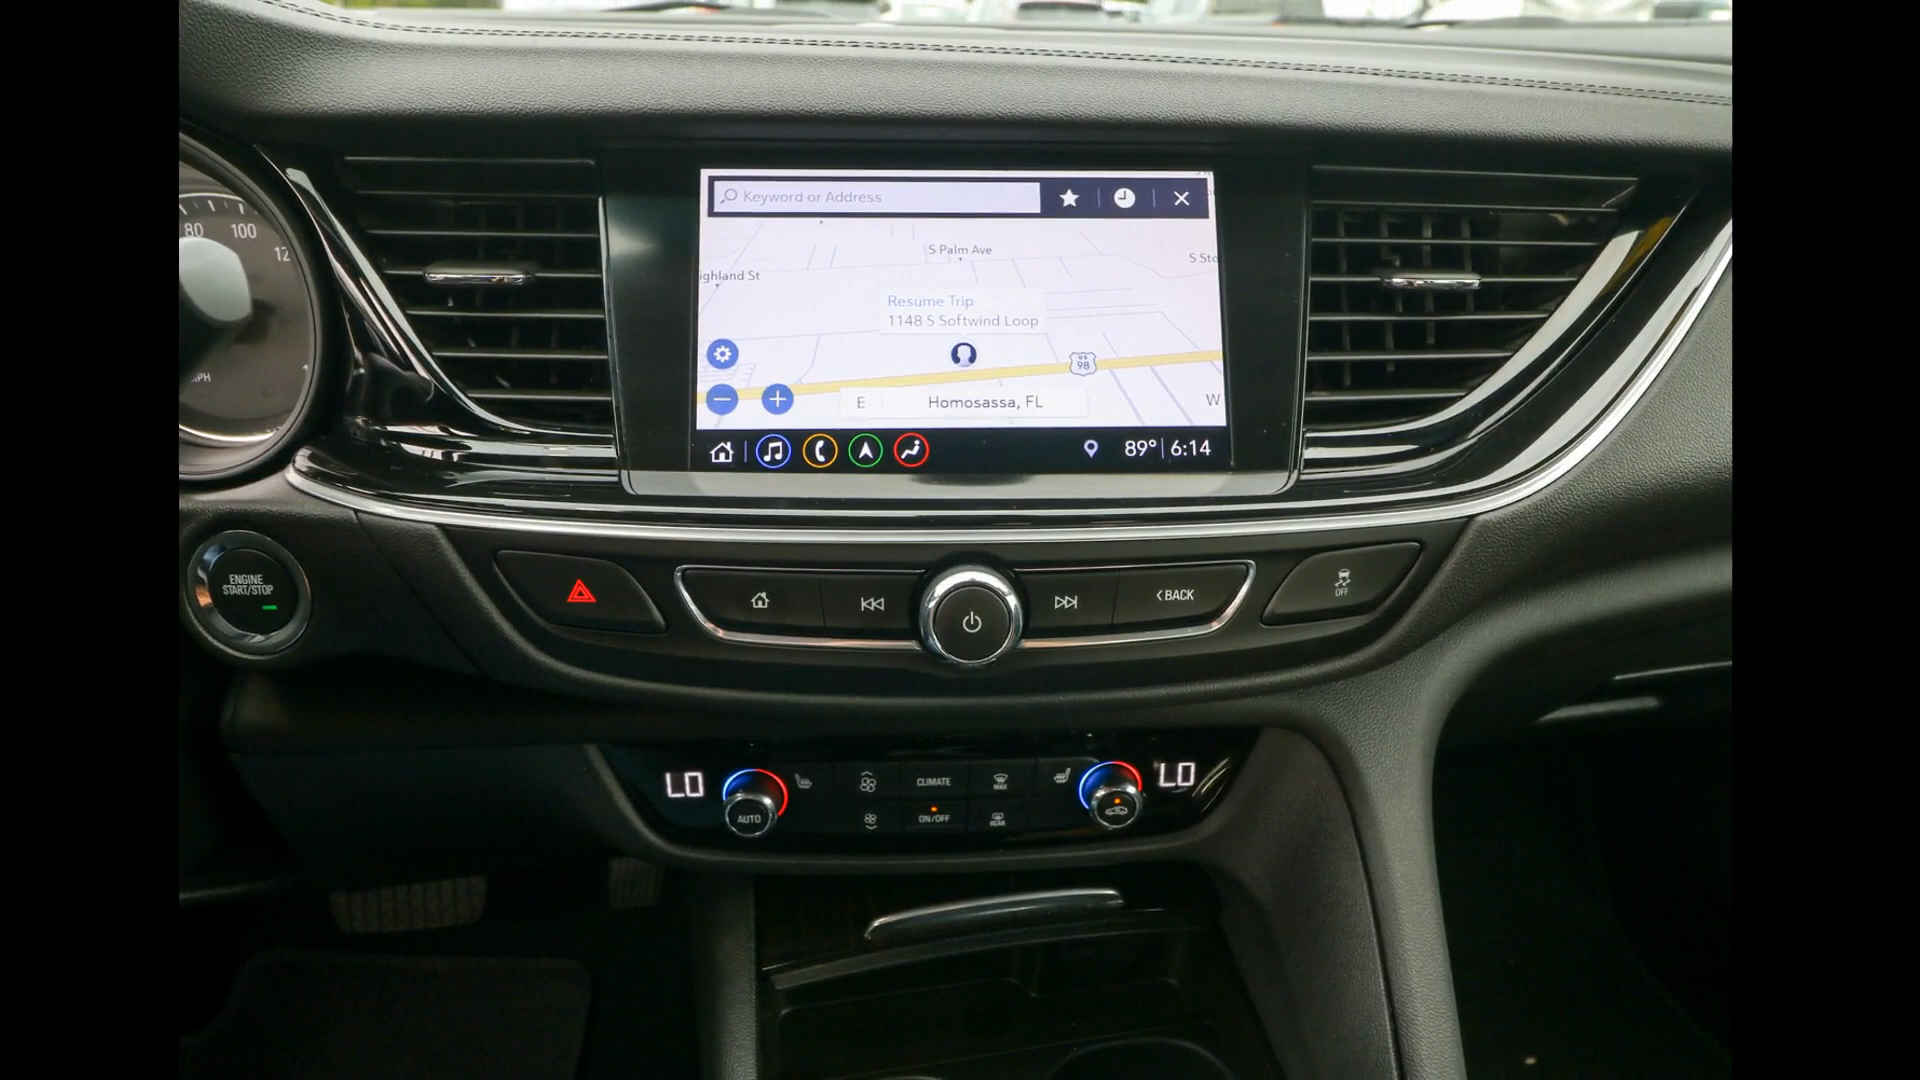 Keyword or Address
S Palm Ave
S Sto
ighland St
Resume Trip
1148 S Softwind Loop
US
98
E Homosassa, FL
W
89° 6:14
80 100 12
PH
ENGINE
START/STOP
BACK
OFF
LO
LO
AUTO
CLIMATE
MAX
ON/OFF
REAR